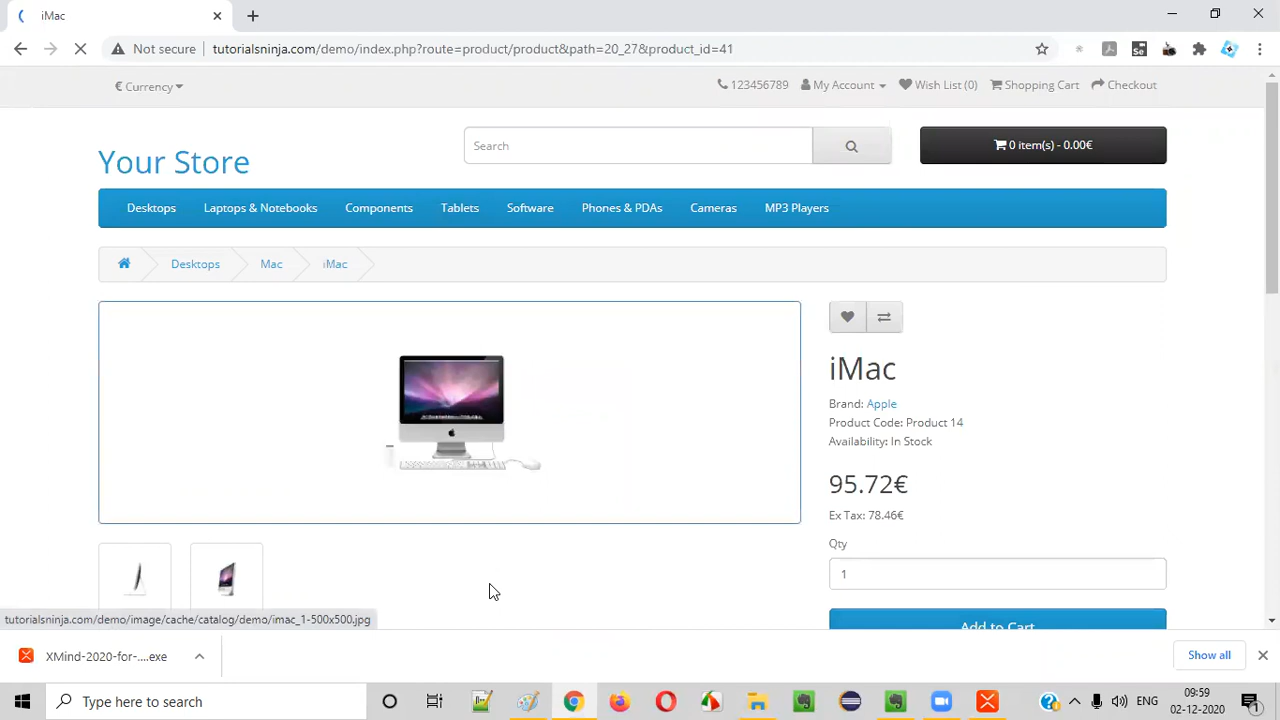 iMac
Not secure tutorialsninja.com/demo/index.php?route=product/product&path=20_27&product_id=41
€ Currency 123456789 My Account Wish List (0) Shopping Cart Checkout
Your Store
Search
0 item(s) - 0.00€
Desktops Laptops & Notebooks Components Tablets Software Phones & PDAs Cameras MP3 Players
Desktops Mac iMac
iMac
Brand: Apple
Product Code: Product 14
Availability: In Stock
95.72€
Ex Tax: 78.46€
Qty
1
Add to Cart
tutorialsninja.com/demo/image/cache/catalog/demo/imac_1-500x500.jpg
XMind-2020-for-....exe Show all
Type here to search
ENG
09:59
02-12-2020